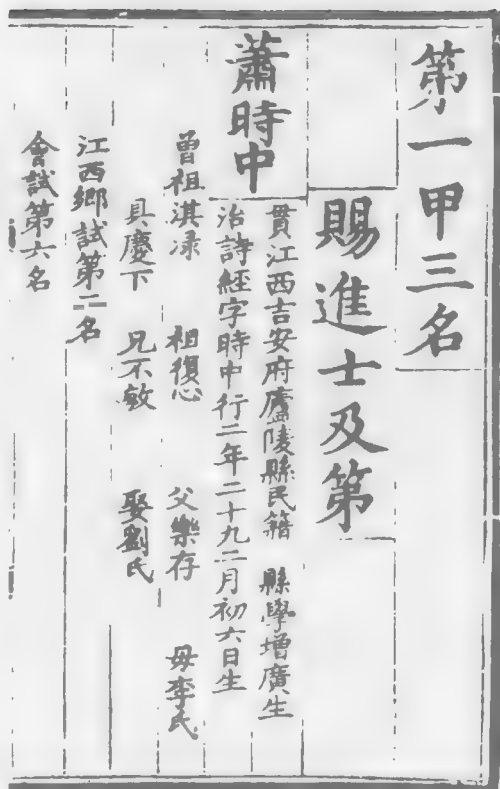 第一甲三名
賜進士及第
蕭時中
貫江西吉安府廬陵縣民籍 縣學增廣生
治詩經字時中行二年二十九二月初六日生
曾祖淇淥 祖復心 父樂存 母李氏
具慶下 兄不敏 娶劉氏
江西鄉試第二名
會試第六名